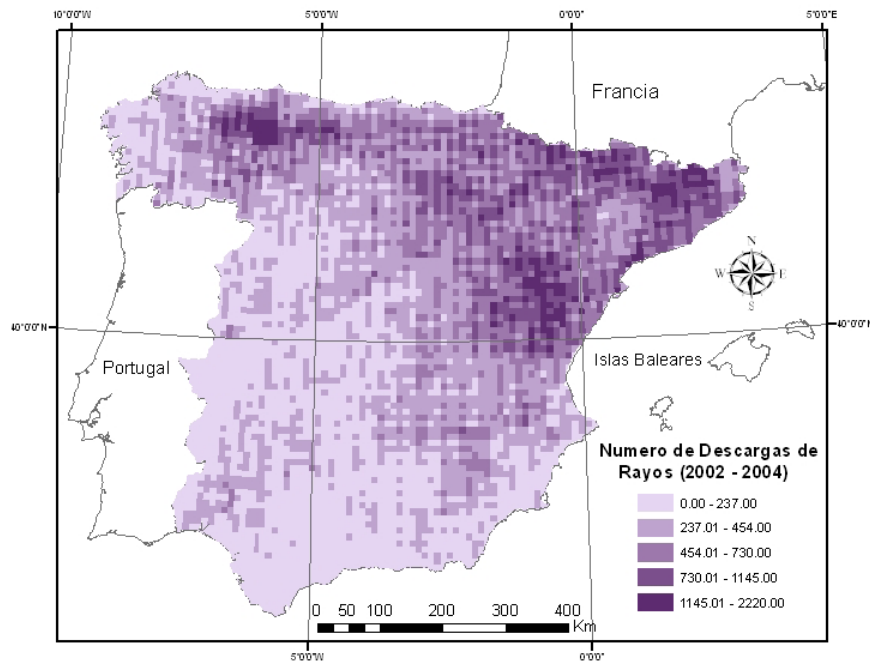 10°0'0"W 5°0'0"W 0°0'0" 5°0'0"E
Francia
N
W E
S
40°0'0"N 40°0'0"N
Portugal
Islas Baleares
Numero de Descargas de
Rayos (2002 - 2004)
0.00 - 237.00
237.01 - 454.00
454.01 - 730.00
730.01 - 1145.00
1145.01 - 2220.00
0 50 100 200 300 400
Km
5°0'0"W 0°0'0"